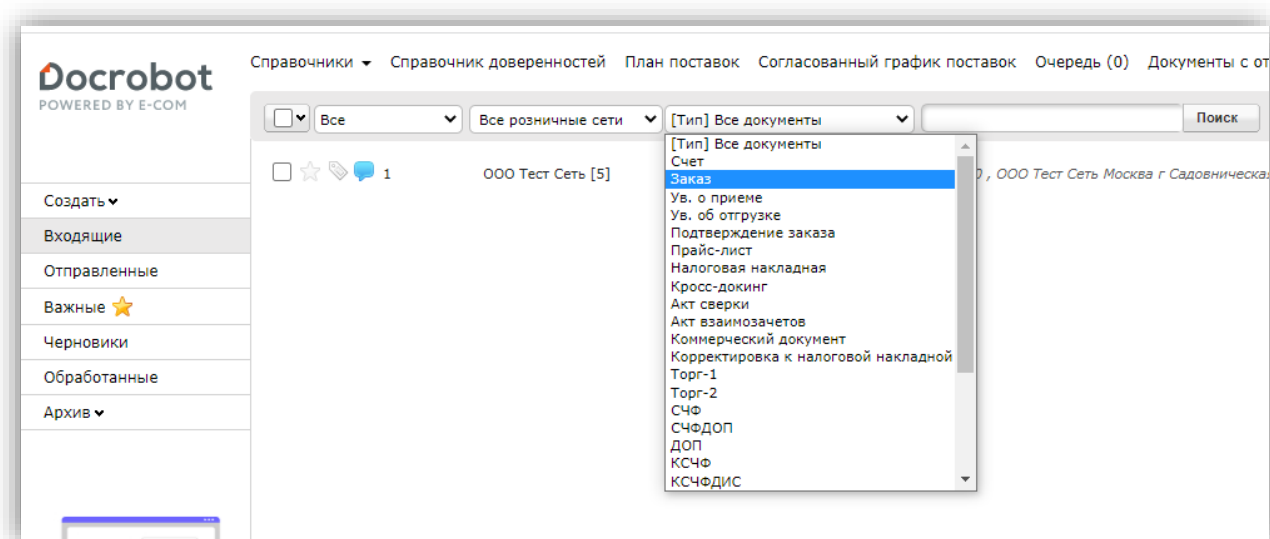 Docrobot
POWERED BY E-COM
Справочники Справочник доверенностей План поставок Согласованный график поставок Очередь (0) Документы с от
Все Все розничные сети [Тип] Все документы Поиск
1 ООО Тест Сеть [5] , ООО Тест Сеть Москва г Садовническа
[Тип] Все документы
Счет
Заказ
Ув. о приеме
Ув. об отгрузке
Подтверждение заказа
Прайс-лист
Налоговая накладная
Кросс-докинг
Акт сверки
Акт взаимозачетов
Коммерческий документ
Корректировка к налоговой накладной
Торг-1
Торг-2
СЧФ
СЧФДОП
ДОП
КСЧФ
КСЧФДИС
Создать
Входящие
Отправленные
Важные
Черновики
Обработанные
Архив